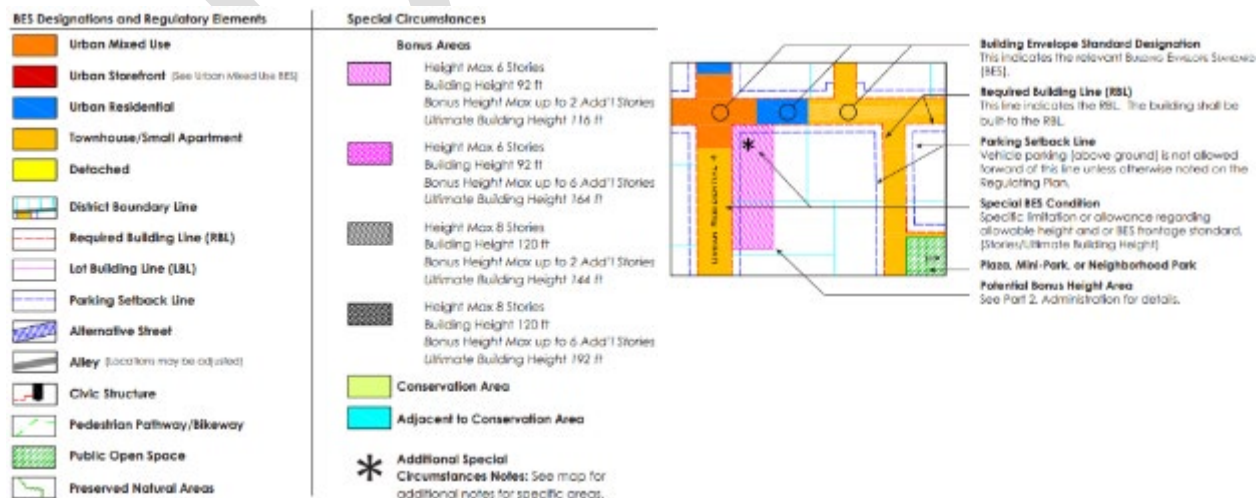 BES Designations and Regulatory Elements
Urban Mixed Use
Urban Storefront (See Urban Mixed Use BES)
Urban Residential
Townhouse/Small Apartment
Detached
District Boundary Line
Required Building Line (RBL)
Lot Building Line (LBL)
Parking Setback Line
Alternative Street
Alley (Locations may be adjusted)
Civic Structure
Pedestrian Pathway/Bikeway
Public Open Space
Preserved Natural Areas
Special Circumstances
Bonus Areas
Height Max 6 Stories
Building Height 92 ft
Bonus Height Max up to 2 Add'l Stories
Ultimate Building Height 116 ft
Height Max 6 Stories
Building Height 92 ft
Bonus Height Max up to 6 Add'l Stories
Ultimate Building Height 164 ft
Height Max 8 Stories
Building Height 120 ft
Bonus Height Max up to 2 Add'l Stories
Ultimate Building Height 144 ft
Height Max 8 Stories
Building Height 120 ft
Bonus Height Max up to 6 Add'l Stories
Ultimate Building Height 192 ft
Conservation Area
Adjacent to Conservation Area
* Additional Special
Circumstances Notes: See map for
additional notes for specific areas.
*
Building Envelope Standard Designation
This indicates the relevant Building Envelope Standard
(BES).
Required Building Line (RBL)
This line indicates the RBL. The building shall be
built-to the RBL.
Parking Setback Line
Vehicle parking (above ground) is not allowed
forward of this line unless otherwise noted on the
Regulating Plan.
Special BES Condition
Specific limitation or allowance regarding
allowable height and or BES frontage standard.
(Stories/Ultimate Building Height)
Plaza, Mini-Park, or Neighborhood Park
Potential Bonus Height Area
See Part 2. Administration for details.